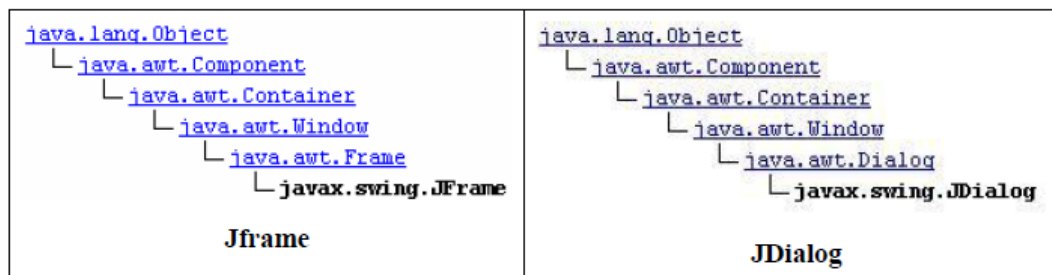 java.lang.Object
java.awt.Component
java.awt.Container
java.awt.Window
java.awt.Frame
javax.swing.JFrame
Jframe
java.lang.Object
java.awt.Component
java.awt.Container
java.awt.Window
java.awt.Dialog
javax.swing.JDialog
JDialog